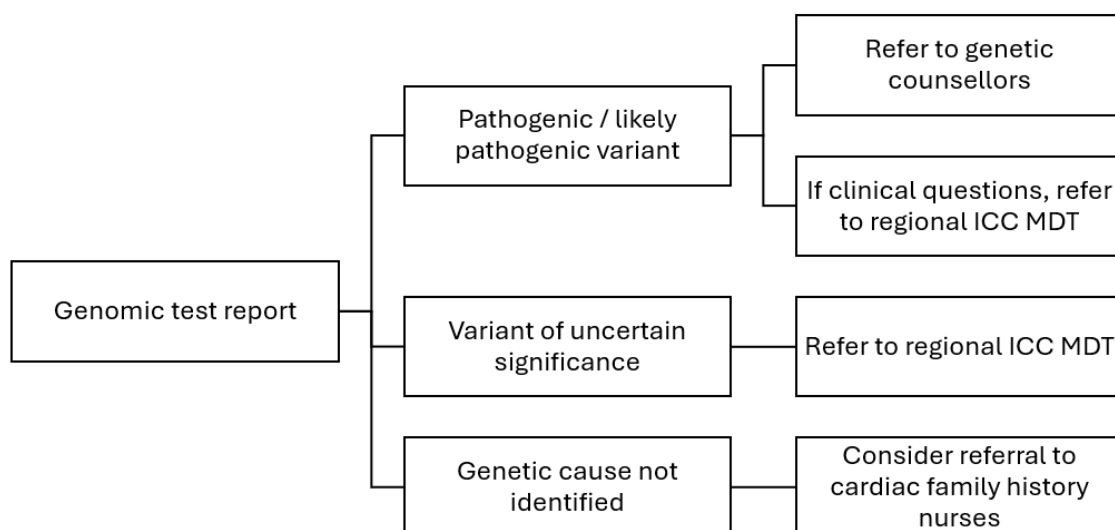 Genomic test report
Pathogenic / likely
pathogenic variant
Refer to genetic
counsellors
If clinical questions, refer
to regional ICC MDT
Variant of uncertain
significance
Refer to regional ICC MDT
Genetic cause not
identified
Consider referral to
cardiac family history
nurses